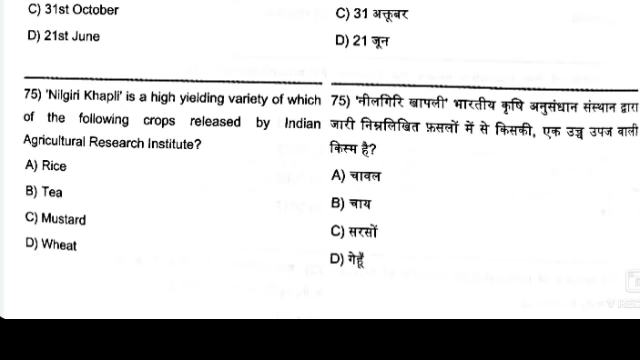 C) 31st October
D) 21st June
75) 'Nilgiri Khapli' is a high yielding variety of which
of the following crops released by Indian
Agricultural Research Institute?
A) Rice
B) Tea
C) Mustard
D) Wheat
C) 31 अक्तूबर
D) 21 जून
75) 'नीलगिरि खापली' भारतीय कृषि अनुसंधान संस्थान द्वारा
जारी निम्नलिखित फ़सलों में से किसकी, एक उच्च उपज वाली
किस्म है?
A) चावल
B) चाय
C) सरसों
D) गेहूँ